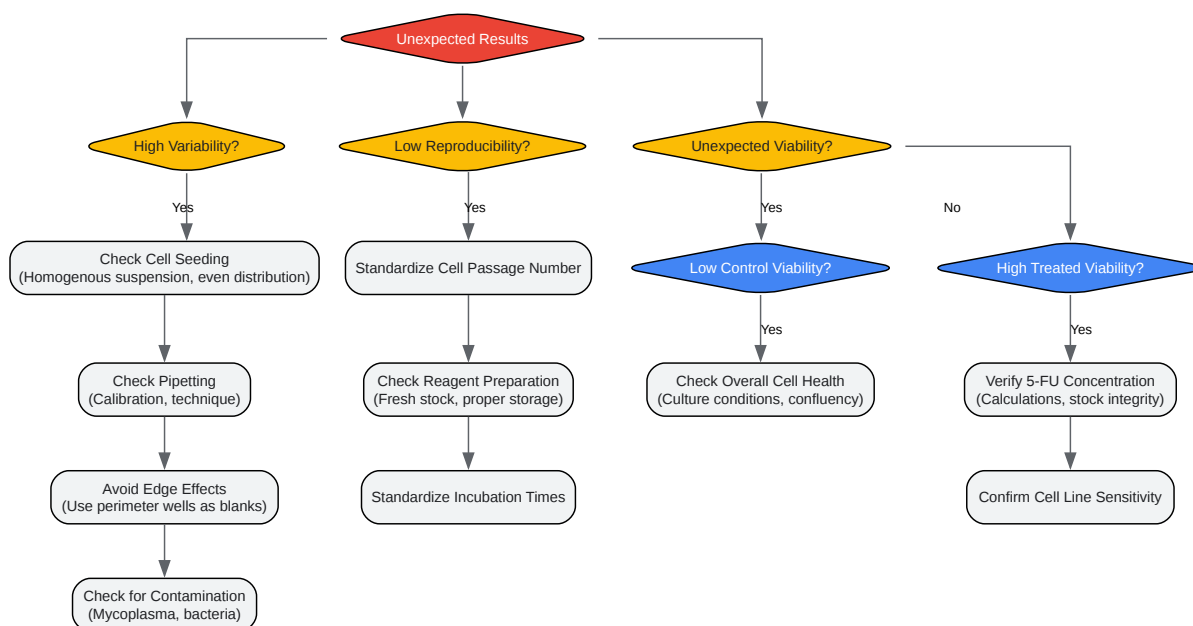 Unexpected Results
High Variability?
Low Reproducibility?
Unexpected Viability?
Yes
Yes
Yes
No
Check Cell Seeding
(Homogenous suspension, even distribution)
Standardize Cell Passage Number
Low Control Viability?
High Treated Viability?
Yes
Yes
Check Pipetting
(Calibration, technique)
Check Reagent Preparation
(Fresh stock, proper storage)
Check Overall Cell Health
(Culture conditions, confluency)
Verify 5-FU Concentration
(Calculations, stock integrity)
Avoid Edge Effects
(Use perimeter wells as blanks)
Standardize Incubation Times
Confirm Cell Line Sensitivity
Check for Contamination
(Mycoplasma, bacteria)